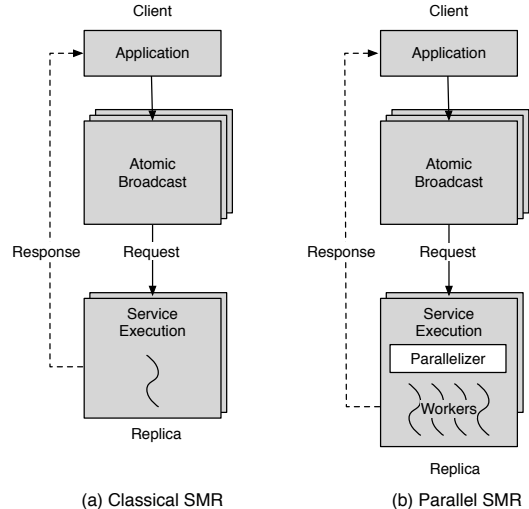 Client
Application
Atomic
Broadcast
Response
Request
Service
Execution
Replica
(a) Classical SMR
Client
Application
Atomic
Broadcast
Response
Request
Service
Execution
Parallelizer
Workers
Replica
(b) Parallel SMR